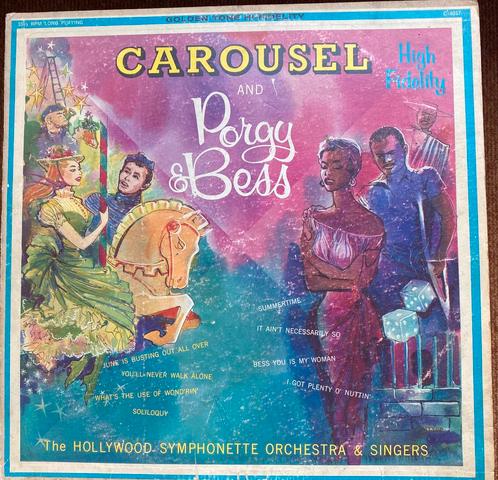 33⅓ RPM LONG PLAYING
GOLDEN TONE HI-FIDELITY
CAROUSEL
High
Fidelity
AND
Porgy
& Bess
SUMMERTIME
IT AIN'T NECESSARILY SO
BESS YOU IS MY WOMAN
I GOT PLENTY O' NUTTIN'
JUNE IS BUSTING OUT ALL OVER
YOU'LL NEVER WALK ALONE
WHAT'S THE USE OF WOND'RIN'
SOLILOQUY
The HOLLYWOOD SYMPHONETTE ORCHESTRA & SINGERS